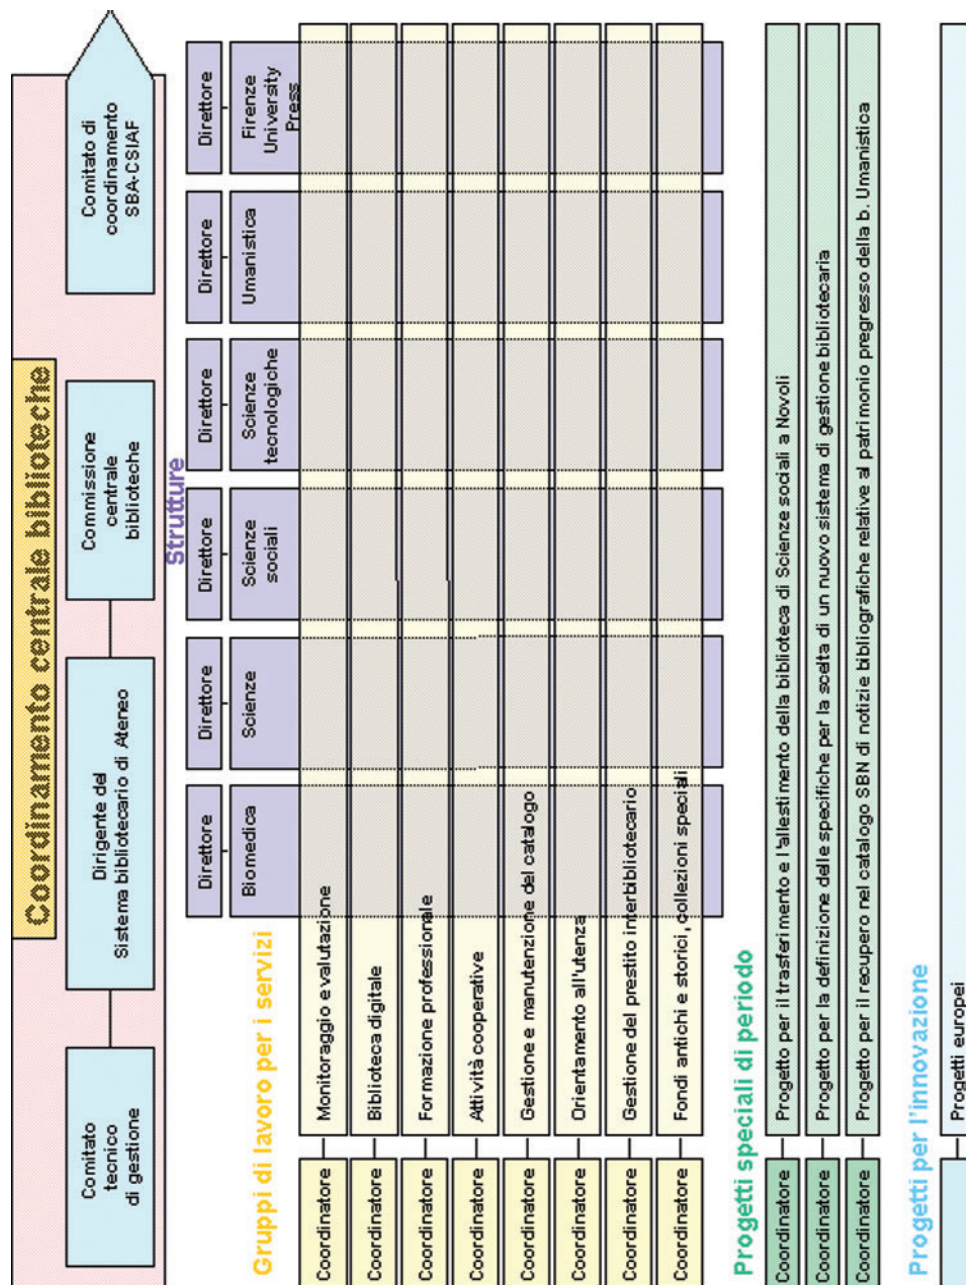 Coordinamento centrale biblioteche
Comitato
tecnico
di gestione
Dirigente del
Sistema bibliotecario di Ateneo
Commissione
centrale
biblioteche
Comitato di
coordinamento
SBA-CSIAF
Strutture
Direttore
Direttore
Direttore
Direttore
Direttore
Direttore
Biomedica
Scienze
Scienze
sociali
Scienze
tecnologiche
Umanistica
Firenze
University
Press
Gruppi di lavoro per i servizi
Coordinatore
Monitoraggio e valutazione
Coordinatore
Biblioteca digitale
Coordinatore
Formazione professionale
Coordinatore
Attività cooperative
Coordinatore
Gestione e manutenzione del catalogo
Coordinatore
Orientamento all'utenza
Coordinatore
Gestione del prestito interbibliotecario
Coordinatore
Fondi antichi e storici, collezioni speciali
Progetti speciali di periodo
Coordinatore
Progetto per il trasferimento e l'allestimento della biblioteca di Scienze sociali a Novoli
Coordinatore
Progetto per la definizione delle specifiche per la scelta di un nuovo sistema di gestione bibliotecaria
Coordinatore
Progetto per il recupero nel catalogo SBN di notizie bibliografiche relative al patrimonio pregresso della b. Umanistica
Progetti per l'innovazione
Progetti europei